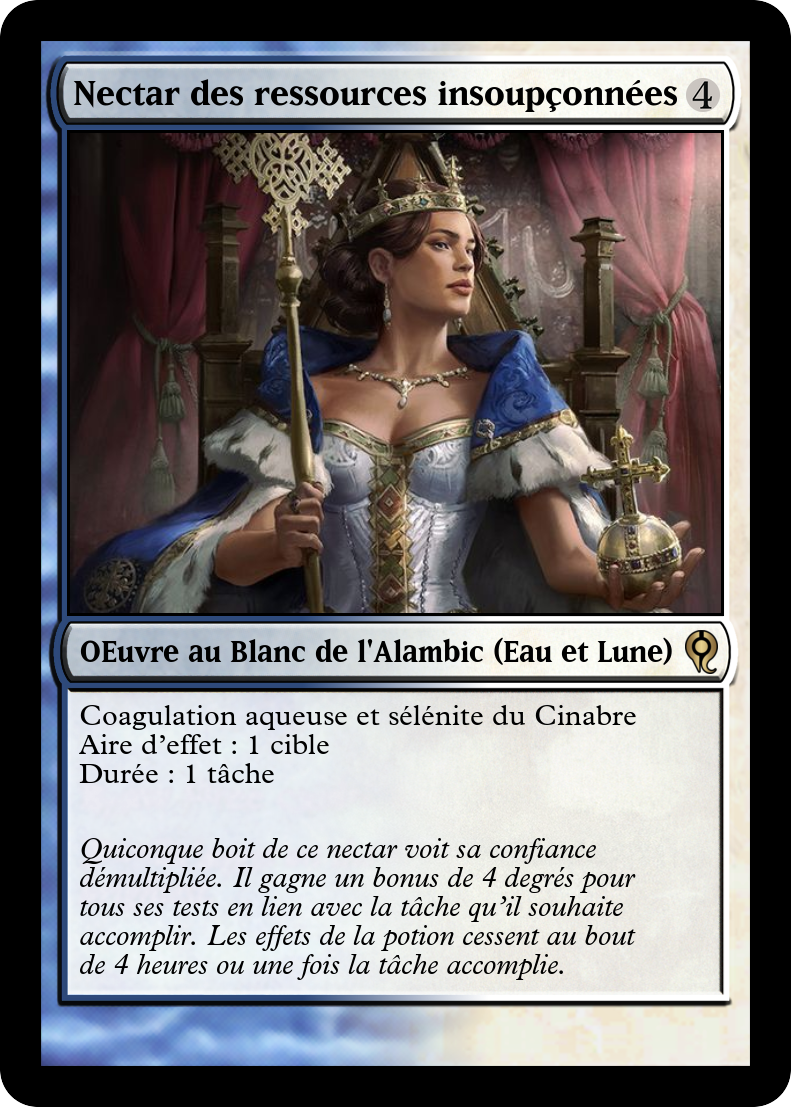 Nectar des ressources insoupçonnées 4
OEuvre au Blanc de l'Alambic (Eau et Lune)
Coagulation aqueuse et sélénite du Cinabre
Aire d’effet : 1 cible
Durée : 1 tâche
Quiconque boit de ce nectar voit sa confiance
démultipliée. Il gagne un bonus de 4 degrés pour
tous ses tests en lien avec la tâche qu’il souhaite
accomplir. Les effets de la potion cessent au bout
de 4 heures ou une fois la tâche accomplie.